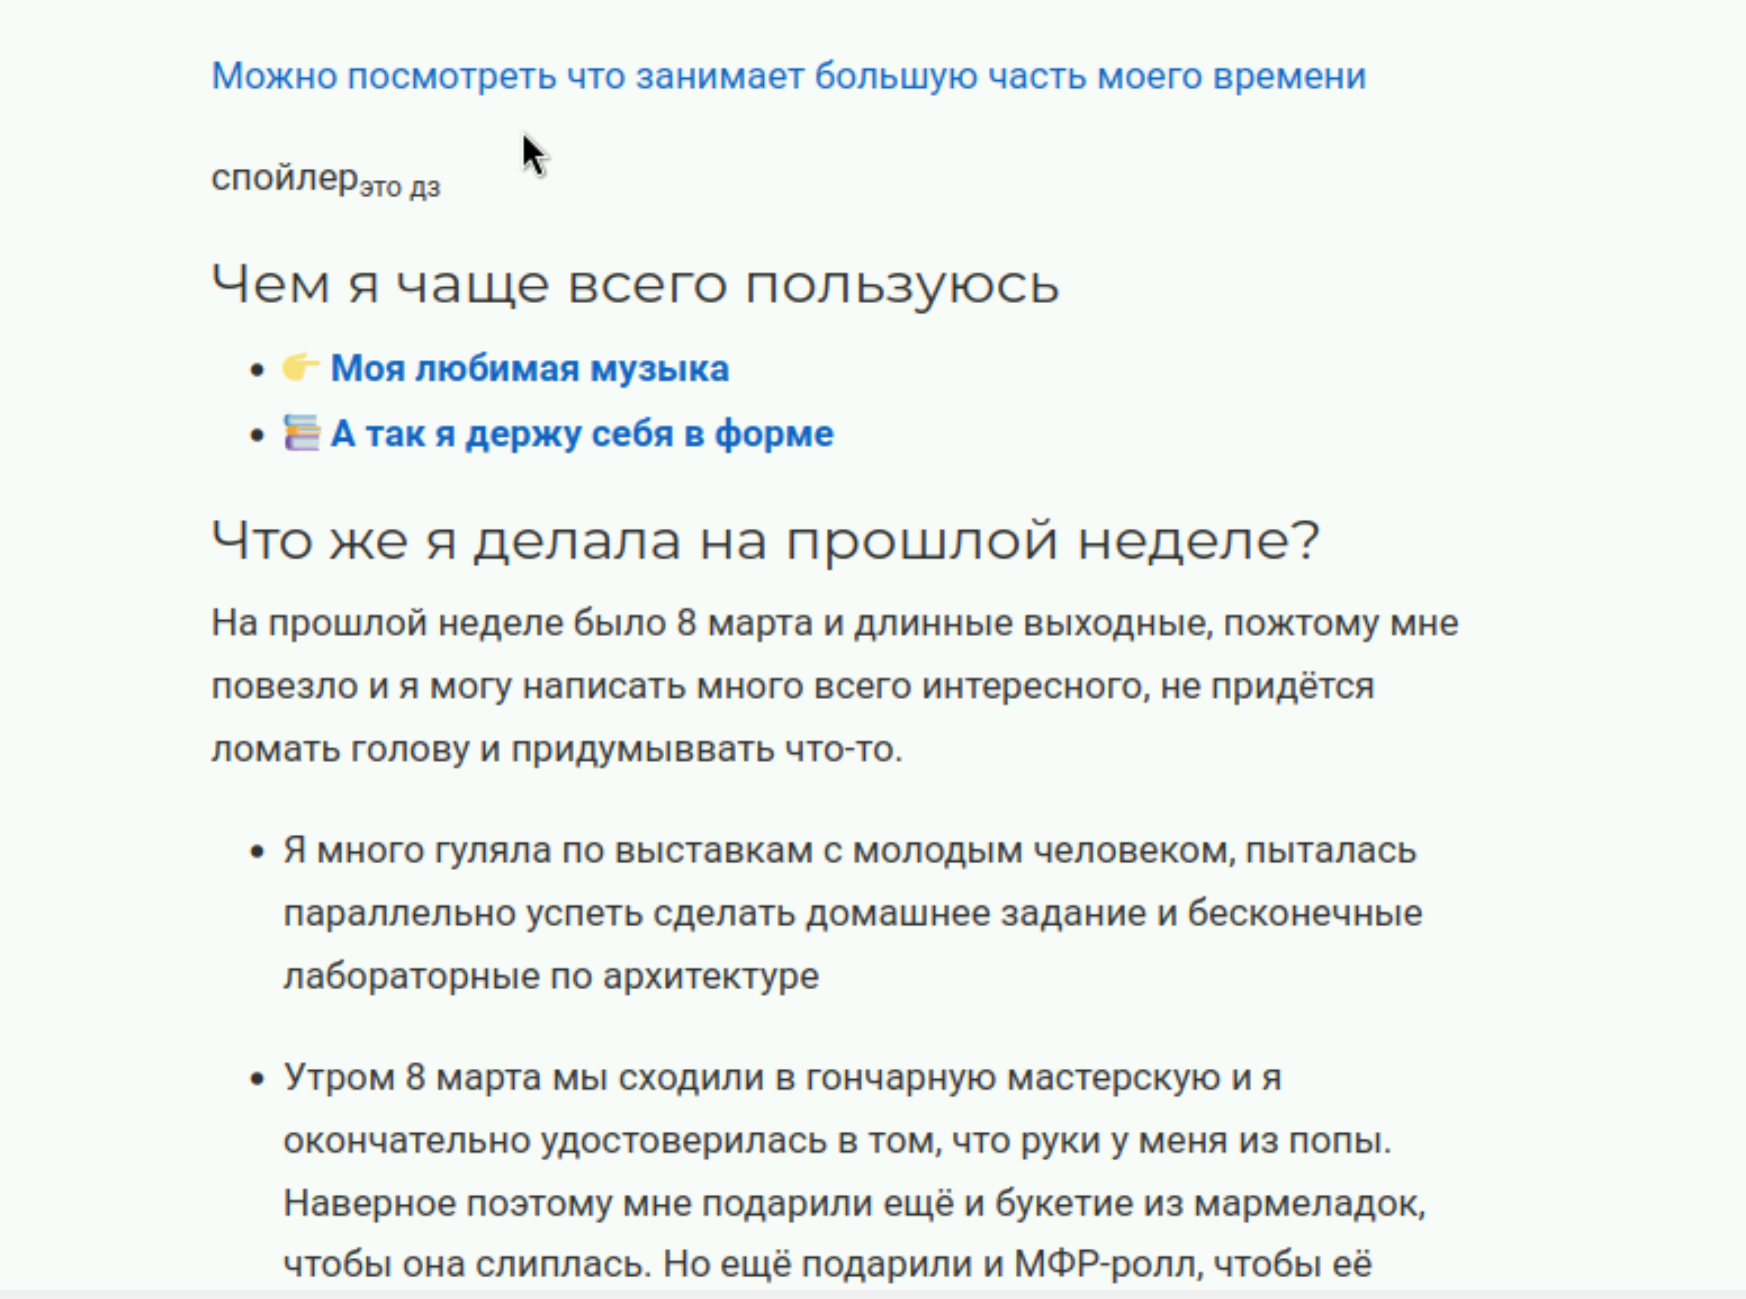 Можно посмотреть что занимает большую часть моего времени
спойлерэто дз
Чем я чаще всего пользуюсь
• 👉 Моя любимая музыка
• 📚 А так я держу себя в форме
Что же я делала на прошлой неделе?
На прошлой неделе было 8 марта и длинные выходные, пожтому мне
повезло и я могу написать много всего интересного, не придётся
ломать голову и придумыввать что-то.
• Я много гуляла по выставкам с молодым человеком, пыталась
параллельно успеть сделать домашнее задание и бесконечные
лабораторные по архитектуре
• Утром 8 марта мы сходили в гончарную мастерскую и я
окончательно удостоверилась в том, что руки у меня из попы.
Наверное поэтому мне подарили ещё и букетие из мармеладок,
чтобы она слиплась. Но ещё подарили и МФР-ролл, чтобы её